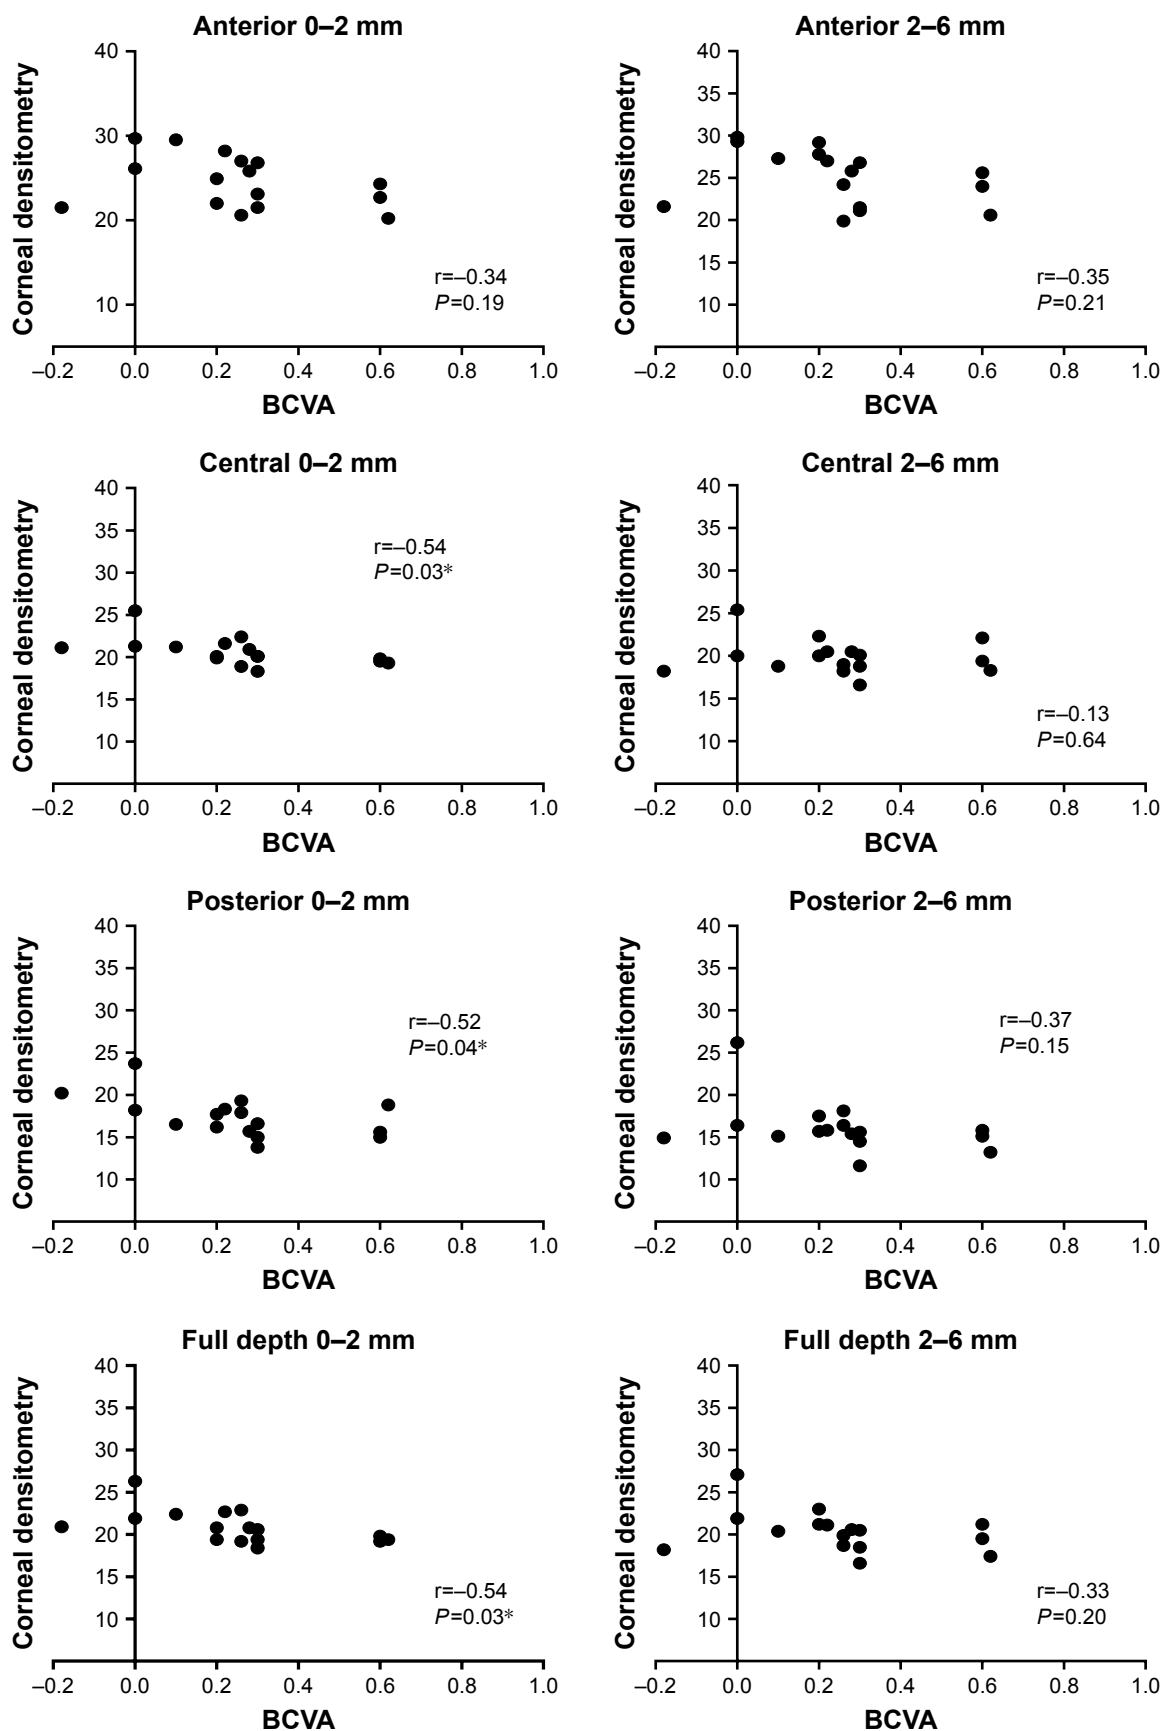 Anterior 0–2 mm
Corneal densitometry
40
30
20
10
r=–0.34
P=0.19
–0.2 0.0 0.2 0.4 0.6 0.8 1.0
BCVA
Anterior 2–6 mm
Corneal densitometry
40
35
30
25
20
15
10
r=–0.35
P=0.21
–0.2 0.0 0.2 0.4 0.6 0.8 1.0
BCVA
Central 0–2 mm
Corneal densitometry
40
35
30
25
20
15
10
r=–0.54
P=0.03*
–0.2 0.0 0.2 0.4 0.6 0.8 1.0
BCVA
Central 2–6 mm
Corneal densitometry
40
35
30
25
20
15
10
r=–0.13
P=0.64
–0.2 0.0 0.2 0.4 0.6 0.8 1.0
BCVA
Posterior 0–2 mm
Corneal densitometry
40
35
30
25
20
15
10
r=–0.52
P=0.04*
–0.2 0.0 0.2 0.4 0.6 0.8 1.0
BCVA
Posterior 2–6 mm
Corneal densitometry
40
35
30
25
20
15
10
r=–0.37
P=0.15
–0.2 0.0 0.2 0.4 0.6 0.8 1.0
BCVA
Full depth 0–2 mm
Corneal densitometry
40
35
30
25
20
15
10
r=–0.54
P=0.03*
–0.2 0.0 0.2 0.4 0.6 0.8 1.0
BCVA
Full depth 2–6 mm
Corneal densitometry
40
35
30
25
20
15
10
r=–0.33
P=0.20
–0.2 0.0 0.2 0.4 0.6 0.8 1.0
BCVA